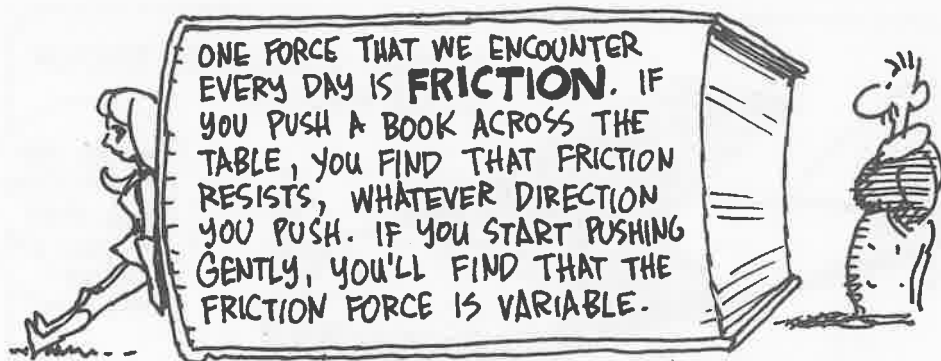 ONE FORCE THAT WE ENCOUNTER
EVERY DAY IS FRICTION. IF
YOU PUSH A BOOK ACROSS THE
TABLE, YOU FIND THAT FRICTION
RESISTS, WHATEVER DIRECTION
YOU PUSH. IF YOU START PUSHING
GENTLY, YOU'LL FIND THAT THE
FRICTION FORCE IS VARIABLE.